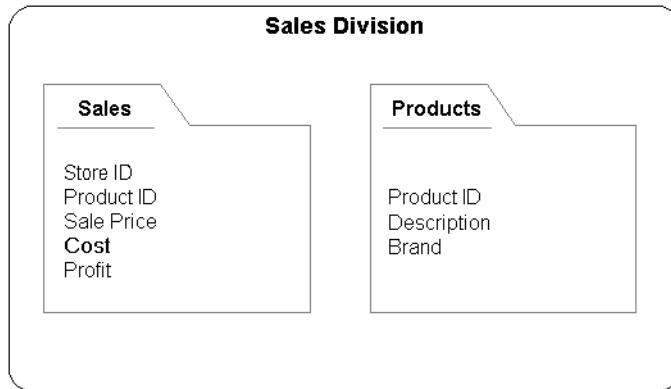 Sales Division
Sales
Store ID
Product ID
Sale Price
Cost
Profit
Products
Product ID
Description
Brand